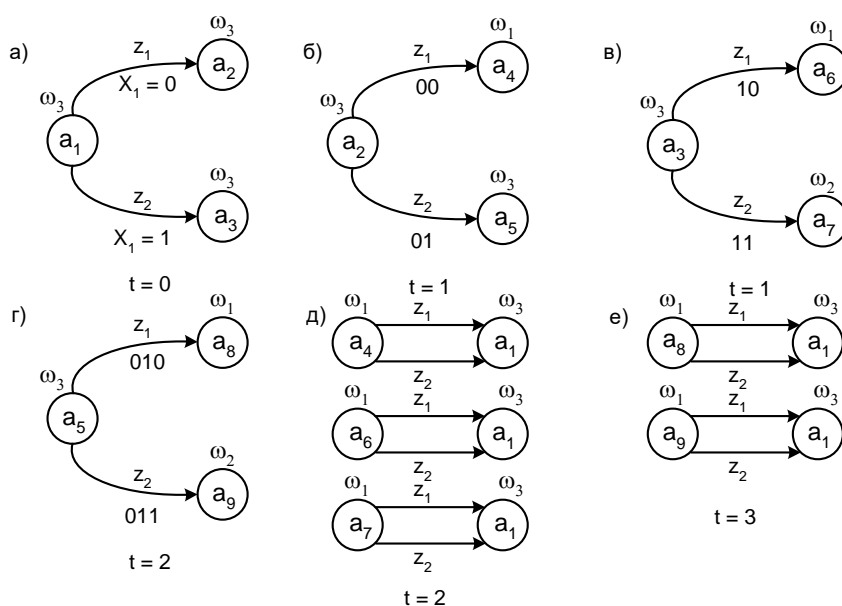 а)
ω₃
z₁
a₂
X₁ = 0
ω₃
a₁
ω₃
z₂
a₃
X₁ = 1
t = 0
б)
ω₁
z₁
a₄
00
ω₃
a₂
ω₃
z₂
a₅
01
t = 1
в)
ω₁
z₁
a₆
10
ω₃
a₃
ω₂
z₂
a₇
11
t = 1
г)
ω₁
z₁
a₈
010
ω₃
a₅
ω₂
z₂
a₉
011
t = 2
д)
ω₁ z₁ ω₃
a₄ a₁
z₂
ω₁ z₁ ω₃
a₆ a₁
z₂
ω₁ z₁ ω₃
a₇ a₁
z₂
t = 2
е)
ω₁ z₁ ω₃
a₈ a₁
z₂
ω₁ z₁ ω₃
a₉ a₁
z₂
t = 3